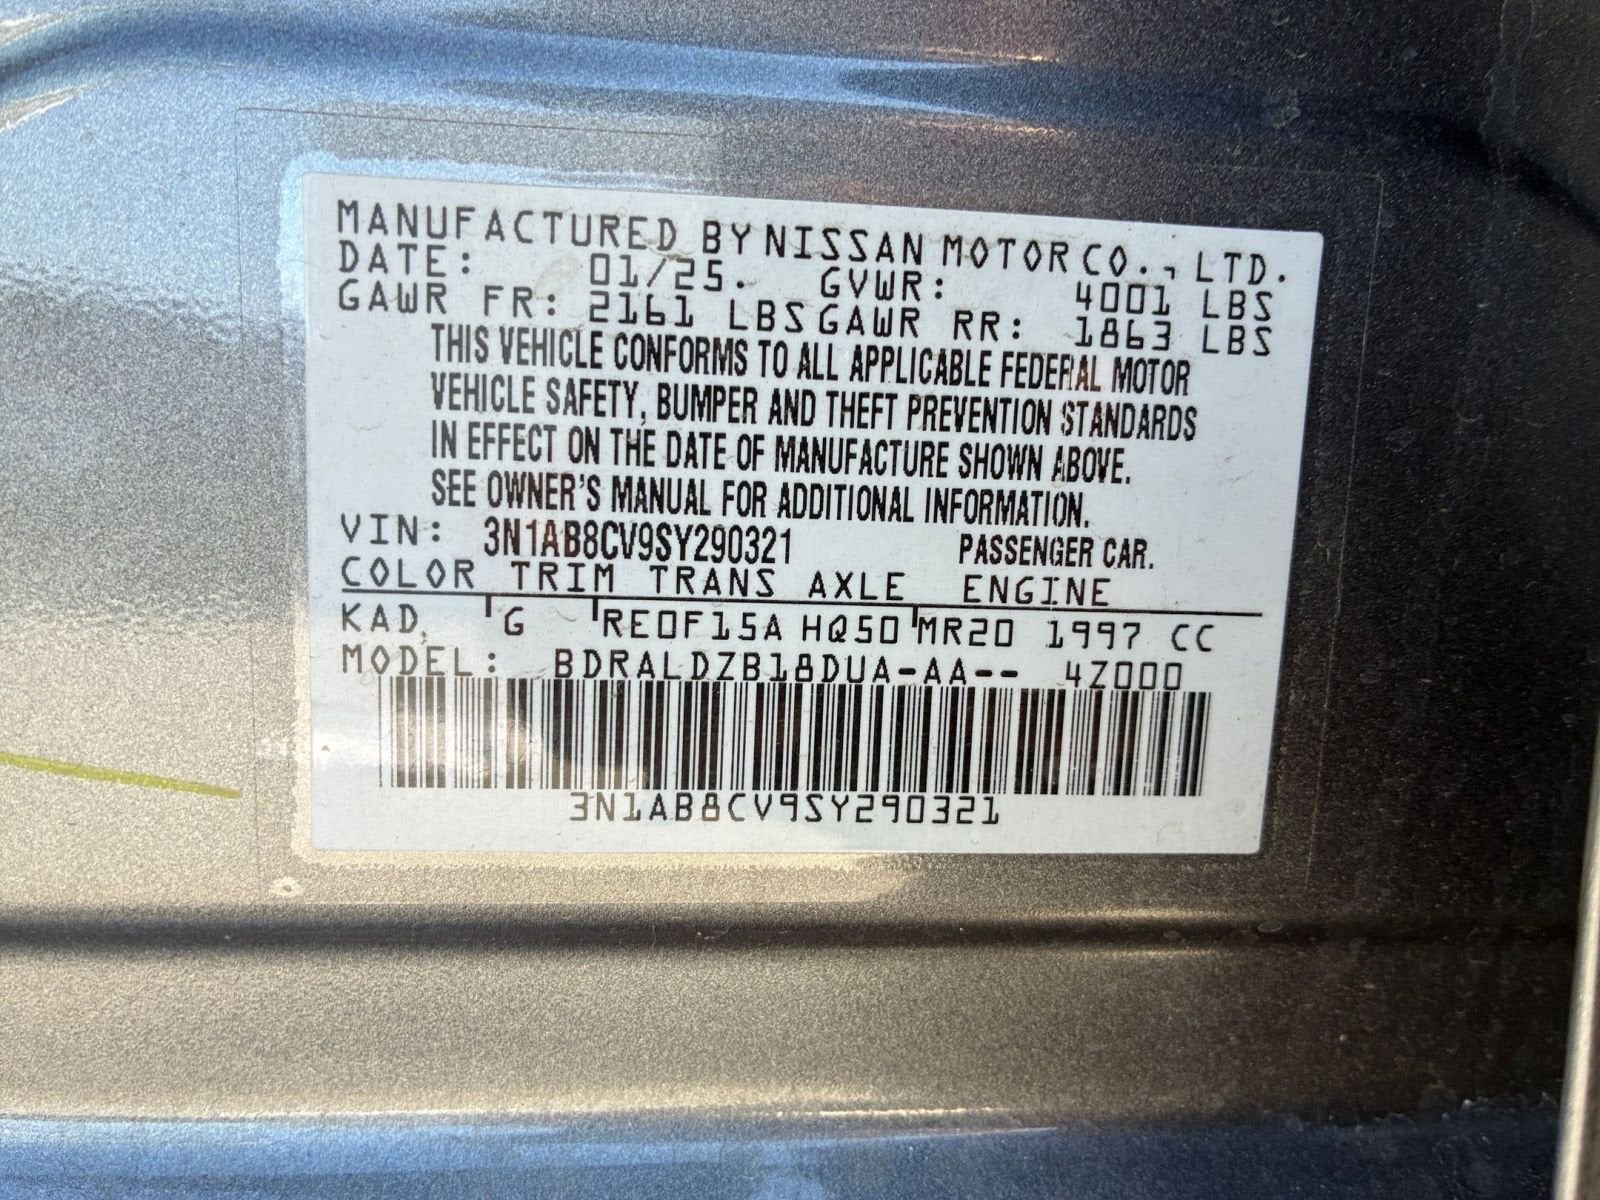 MANUFACTURED BY NISSAN MOTOR CO., LTD.
DATE: 01/25. GVWR: 4001 LBS
GAWR FR: 2161 LBS GAWR RR: 1863 LBS
THIS VEHICLE CONFORMS TO ALL APPLICABLE FEDERAL MOTOR
VEHICLE SAFETY, BUMPER AND THEFT PREVENTION STANDARDS
IN EFFECT ON THE DATE OF MANUFACTURE SHOWN ABOVE.
SEE OWNER'S MANUAL FOR ADDITIONAL INFORMATION.
VIN: 3N1AB8CV9SY290321 PASSENGER CAR.
COLOR TRIM TRANS AXLE ENGINE
KAD, G RE0F15A HQ50 MR20 1997 CC
MODEL: BDRALDZB18DUA-AA-- 4Z000
3N1AB8CV9SY290321